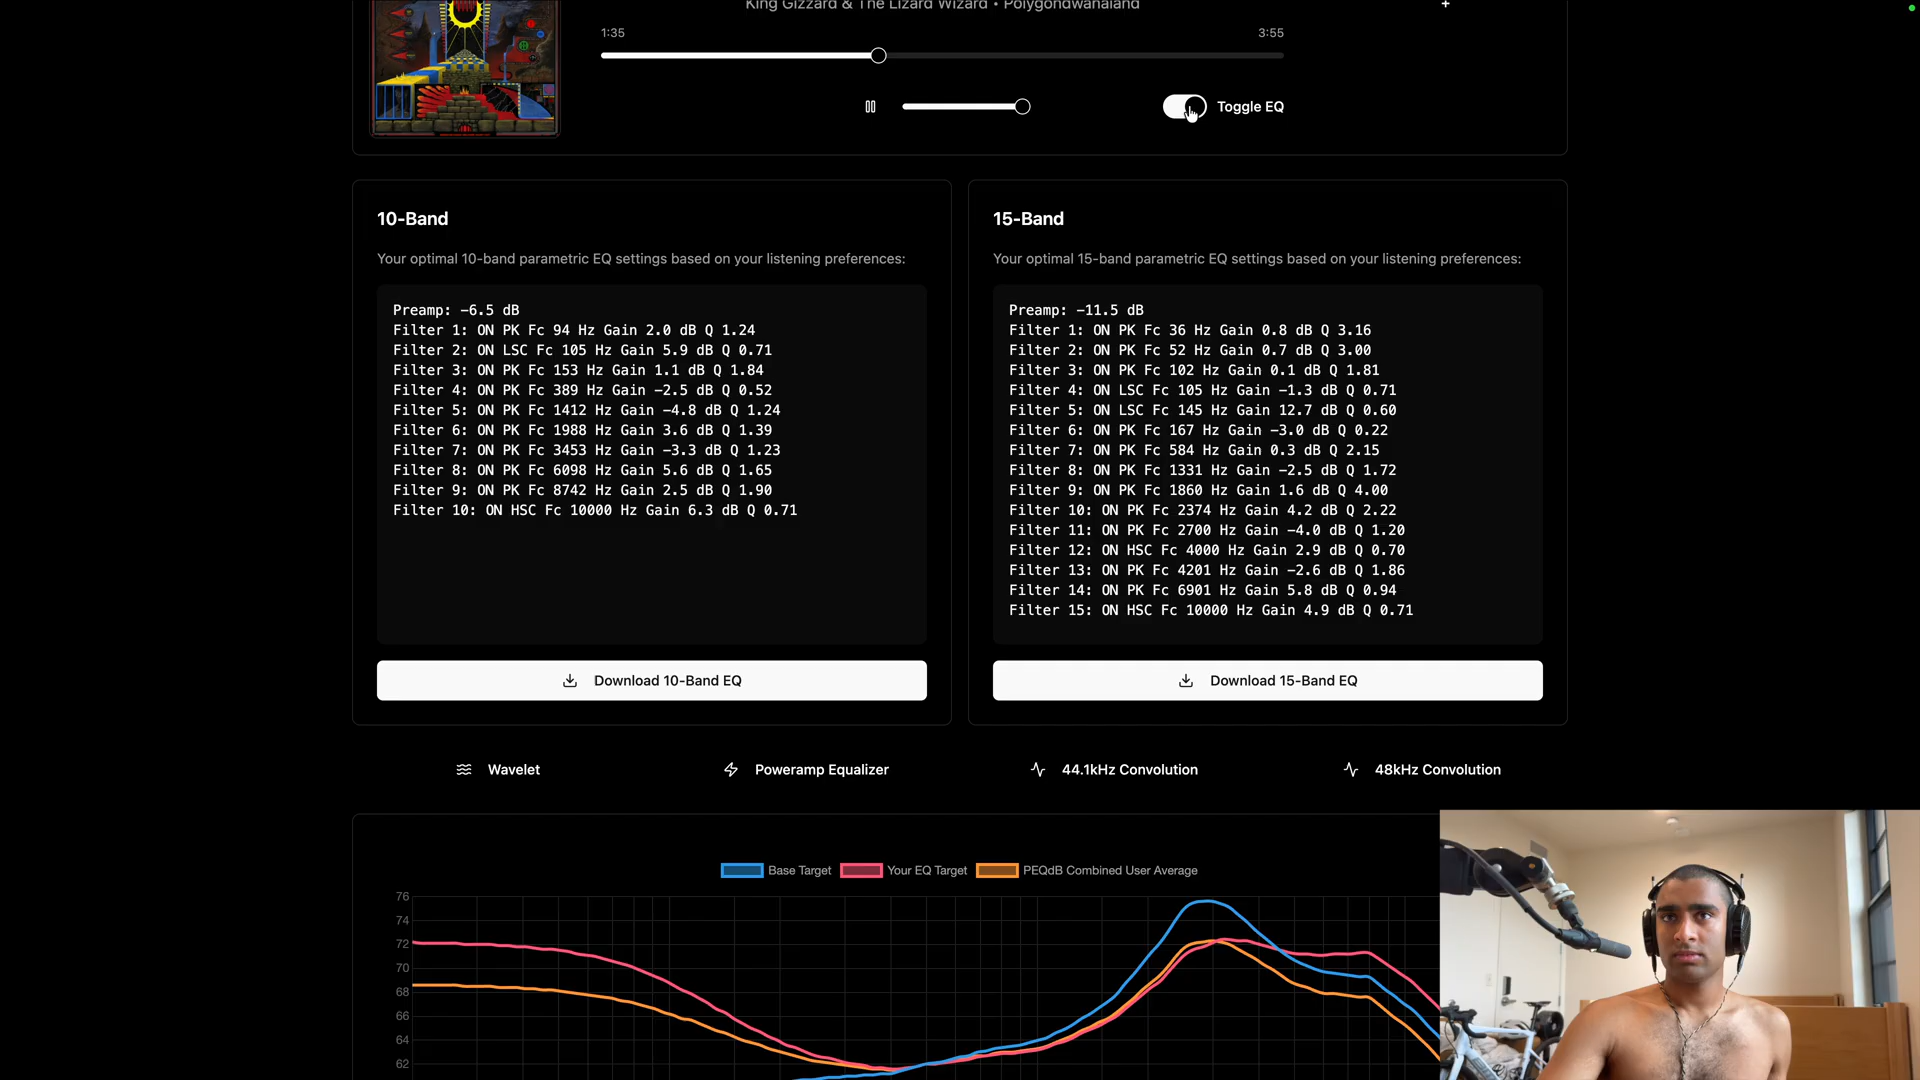 King Gizzard & The Lizard Wizard • Polygondwanaland
1:35
3:55
Toggle EQ
10-Band
Your optimal 10-band parametric EQ settings based on your listening preferences:
Preamp: -6.5 dB
Filter 1: ON PK Fc 94 Hz Gain 2.0 dB Q 1.24
Filter 2: ON LSC Fc 105 Hz Gain 5.9 dB Q 0.71
Filter 3: ON PK Fc 153 Hz Gain 1.1 dB Q 1.84
Filter 4: ON PK Fc 389 Hz Gain -2.5 dB Q 0.52
Filter 5: ON PK Fc 1412 Hz Gain -4.8 dB Q 1.24
Filter 6: ON PK Fc 1988 Hz Gain 3.6 dB Q 1.39
Filter 7: ON PK Fc 3453 Hz Gain -3.3 dB Q 1.23
Filter 8: ON PK Fc 6098 Hz Gain 5.6 dB Q 1.65
Filter 9: ON PK Fc 8742 Hz Gain 2.5 dB Q 1.90
Filter 10: ON HSC Fc 10000 Hz Gain 6.3 dB Q 0.71
Download 10-Band EQ
15-Band
Your optimal 15-band parametric EQ settings based on your listening preferences:
Preamp: -11.5 dB
Filter 1: ON PK Fc 36 Hz Gain 0.8 dB Q 3.16
Filter 2: ON PK Fc 52 Hz Gain 0.7 dB Q 3.00
Filter 3: ON PK Fc 102 Hz Gain 0.1 dB Q 1.81
Filter 4: ON LSC Fc 105 Hz Gain -1.3 dB Q 0.71
Filter 5: ON LSC Fc 145 Hz Gain 12.7 dB Q 0.60
Filter 6: ON PK Fc 167 Hz Gain -3.0 dB Q 0.22
Filter 7: ON PK Fc 584 Hz Gain 0.3 dB Q 2.15
Filter 8: ON PK Fc 1331 Hz Gain -2.5 dB Q 1.72
Filter 9: ON PK Fc 1860 Hz Gain 1.6 dB Q 4.00
Filter 10: ON PK Fc 2374 Hz Gain 4.2 dB Q 2.22
Filter 11: ON PK Fc 2700 Hz Gain -4.0 dB Q 1.20
Filter 12: ON HSC Fc 4000 Hz Gain 2.9 dB Q 0.70
Filter 13: ON PK Fc 4201 Hz Gain -2.6 dB Q 1.86
Filter 14: ON PK Fc 6901 Hz Gain 5.8 dB Q 0.94
Filter 15: ON HSC Fc 10000 Hz Gain 4.9 dB Q 0.71
Download 15-Band EQ
Wavelet
Poweramp Equalizer
44.1kHz Convolution
48kHz Convolution
Base Target
Your EQ Target
PEQdB Combined User Average
76
74
72
70
68
66
64
62